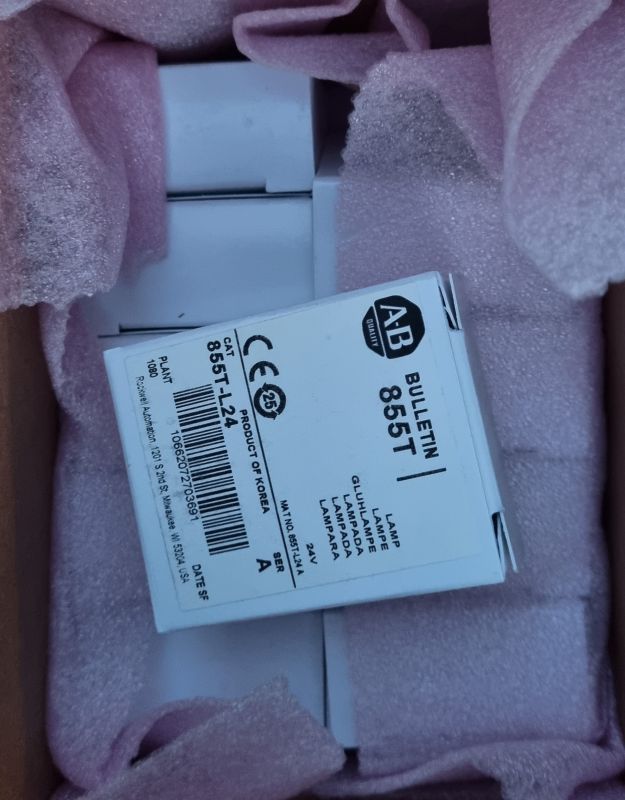 AB
QUALITY
BULLETIN
855T
LAMP
LAMPE
GLUHLAMPE
LAMPADA
LAMPADA
LAMPARA
24V
CE
25
PRODUCT OF KOREA
MAT NO. 855T-L24 A
CAT
855T-L24
SER
A
10662072703691
PLANT
1080
DATE SF
Rockwell Automation, 1201 S 2nd St, Milwaukee, WI 53204, USA